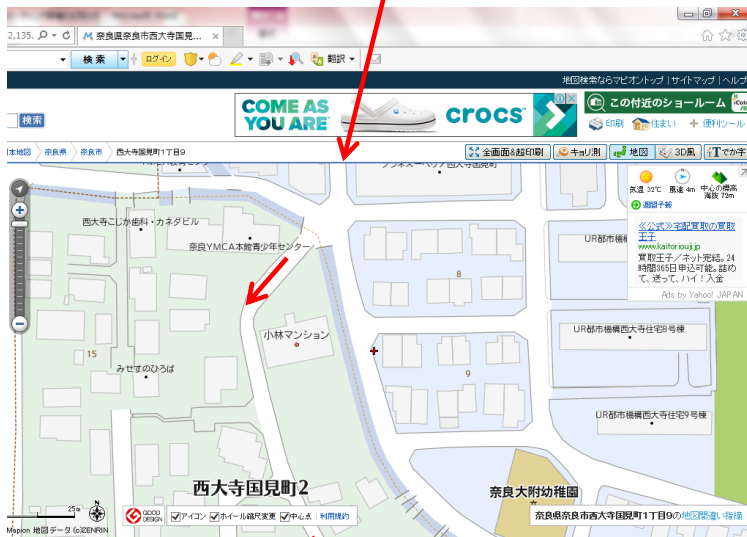 2,135.
奈良県奈良市西大寺国見... ×
検索
ログイン
翻訳
地図検索ならマピオントップ | サイトマップ | ヘルプ
検索
COME AS
YOU ARE™
crocs™
この付近のショールーム
印刷
住まい
+ 便利ツール
本地図
奈良県
奈良市
西大寺国見町1丁目9
全画面&超印刷
キョリ測
地図
3D風
Tでか字
気温 32℃
風速 4m
中心の標高
海抜 72m
週間予報
≪公式≫宅配買取の買取
王子
www.kaitoriouji.jp
買取王子/ネット完結。24
時間365日申込可能。詰め
て、送って、ハイ!入金
Ads by Yahoo! JAPAN
西大寺こじか歯科・カネダビル
奈良YMCA本館青少年センター
UR都市機構
8
小林マンション
UR都市機構西大寺住宅8号棟
15
みせすのひろば
9
UR都市機構西大寺住宅9号棟
西大寺国見町2
奈良大附幼稚園
25m
N
GOOD
DESIGN
アイコン
ホイール縮尺変更
中心点
利用規約
奈良県奈良市西大寺国見町1丁目9の地図間違い指摘
Mapion 地図データ (c)ZENRIN